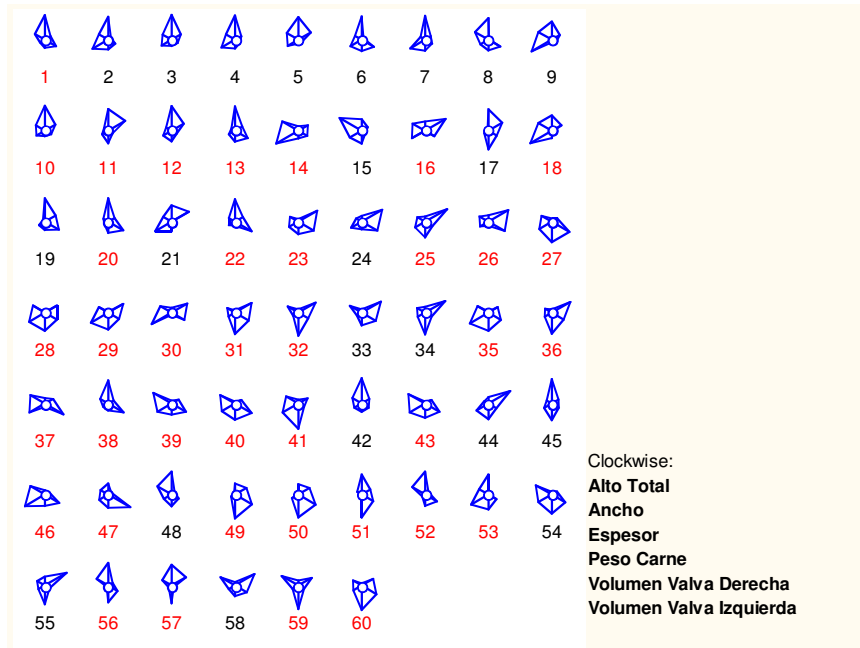 1 2 3 4 5 6 7 8 9
10 11 12 13 14 15 16 17 18
19 20 21 22 23 24 25 26 27
28 29 30 31 32 33 34 35 36
37 38 39 40 41 42 43 44 45
46 47 48 49 50 51 52 53 54
55 56 57 58 59 60
Clockwise:
Alto Total
Ancho
Espesor
Peso Carne
Volumen Valva Derecha
Volumen Valva Izquierda